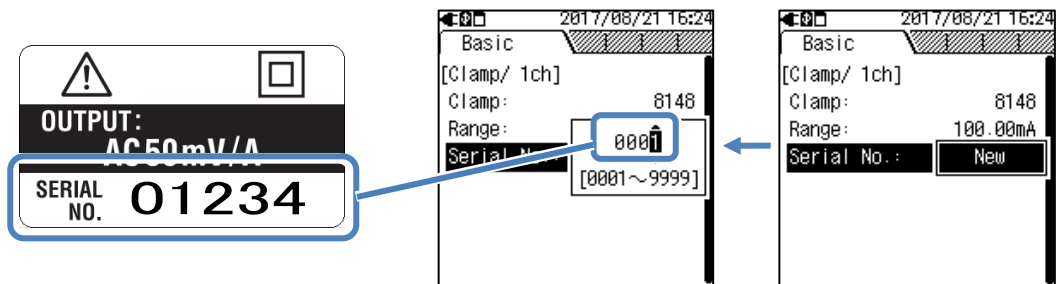 OUTPUT:
AC50mV/A
SERIAL NO. 01234
2017/08/21 16:24
Basic
[Clamp/ 1ch]
Clamp: 8148
Range:
Serial No.:
0001
[0001~9999]
2017/08/21 16:24
Basic
[Clamp/ 1ch]
Clamp: 8148
Range: 100.00mA
Serial No.: New